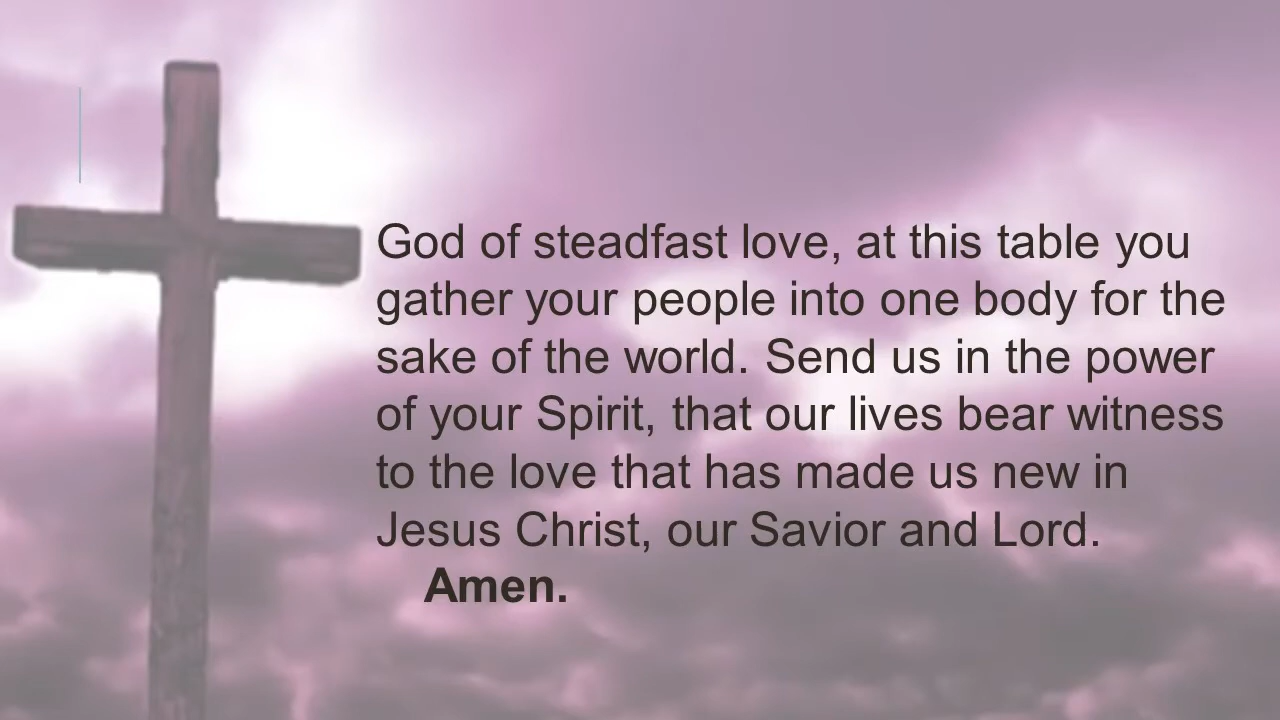 God of steadfast love, at this table you
gather your people into one body for the
sake of the world. Send us in the power
of your Spirit, that our lives bear witness
to the love that has made us new in
Jesus Christ, our Savior and Lord.
Amen.